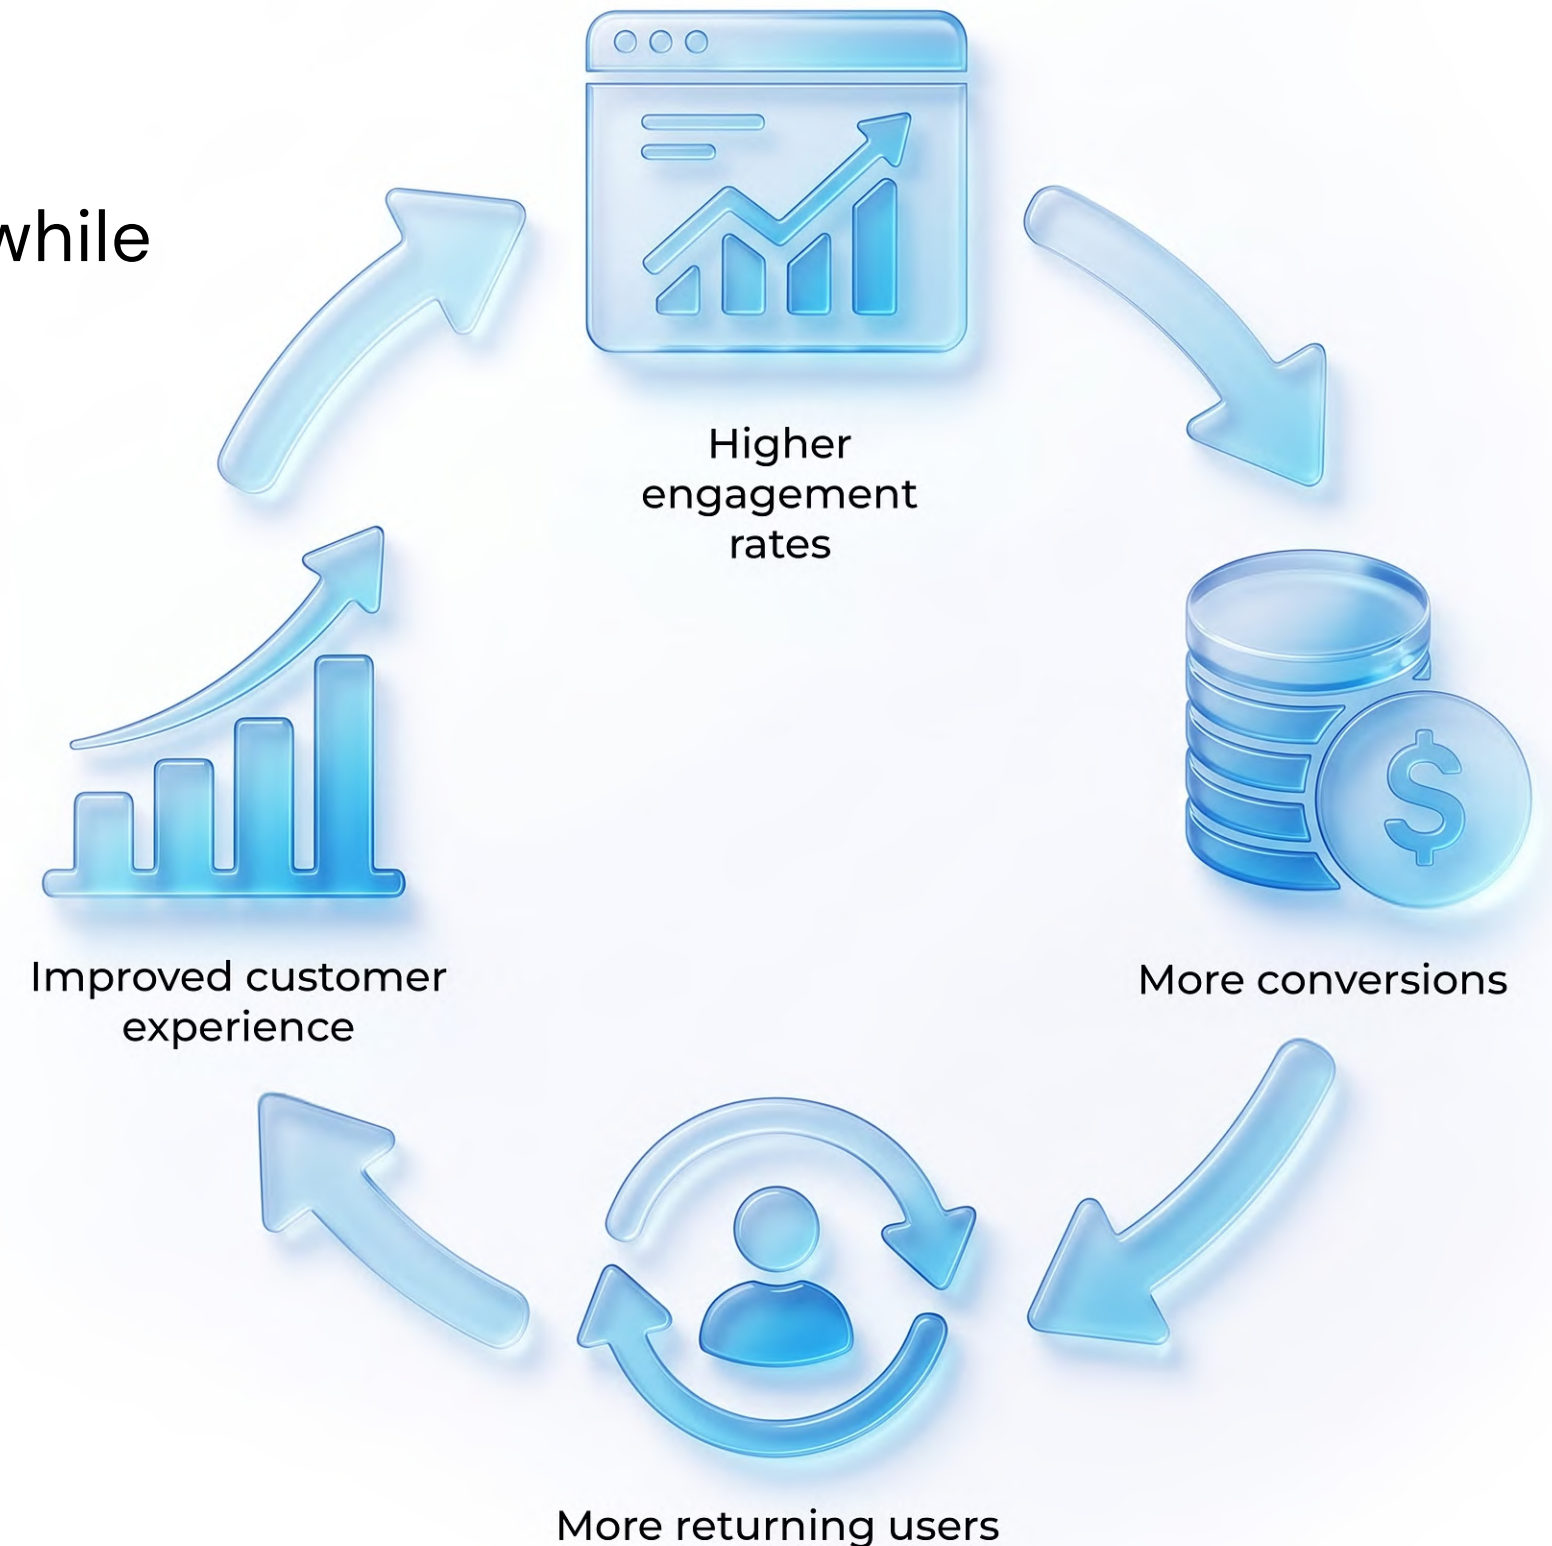 while
Higher
engagement
rates
$
Improved customer
experience
More conversions
More returning users